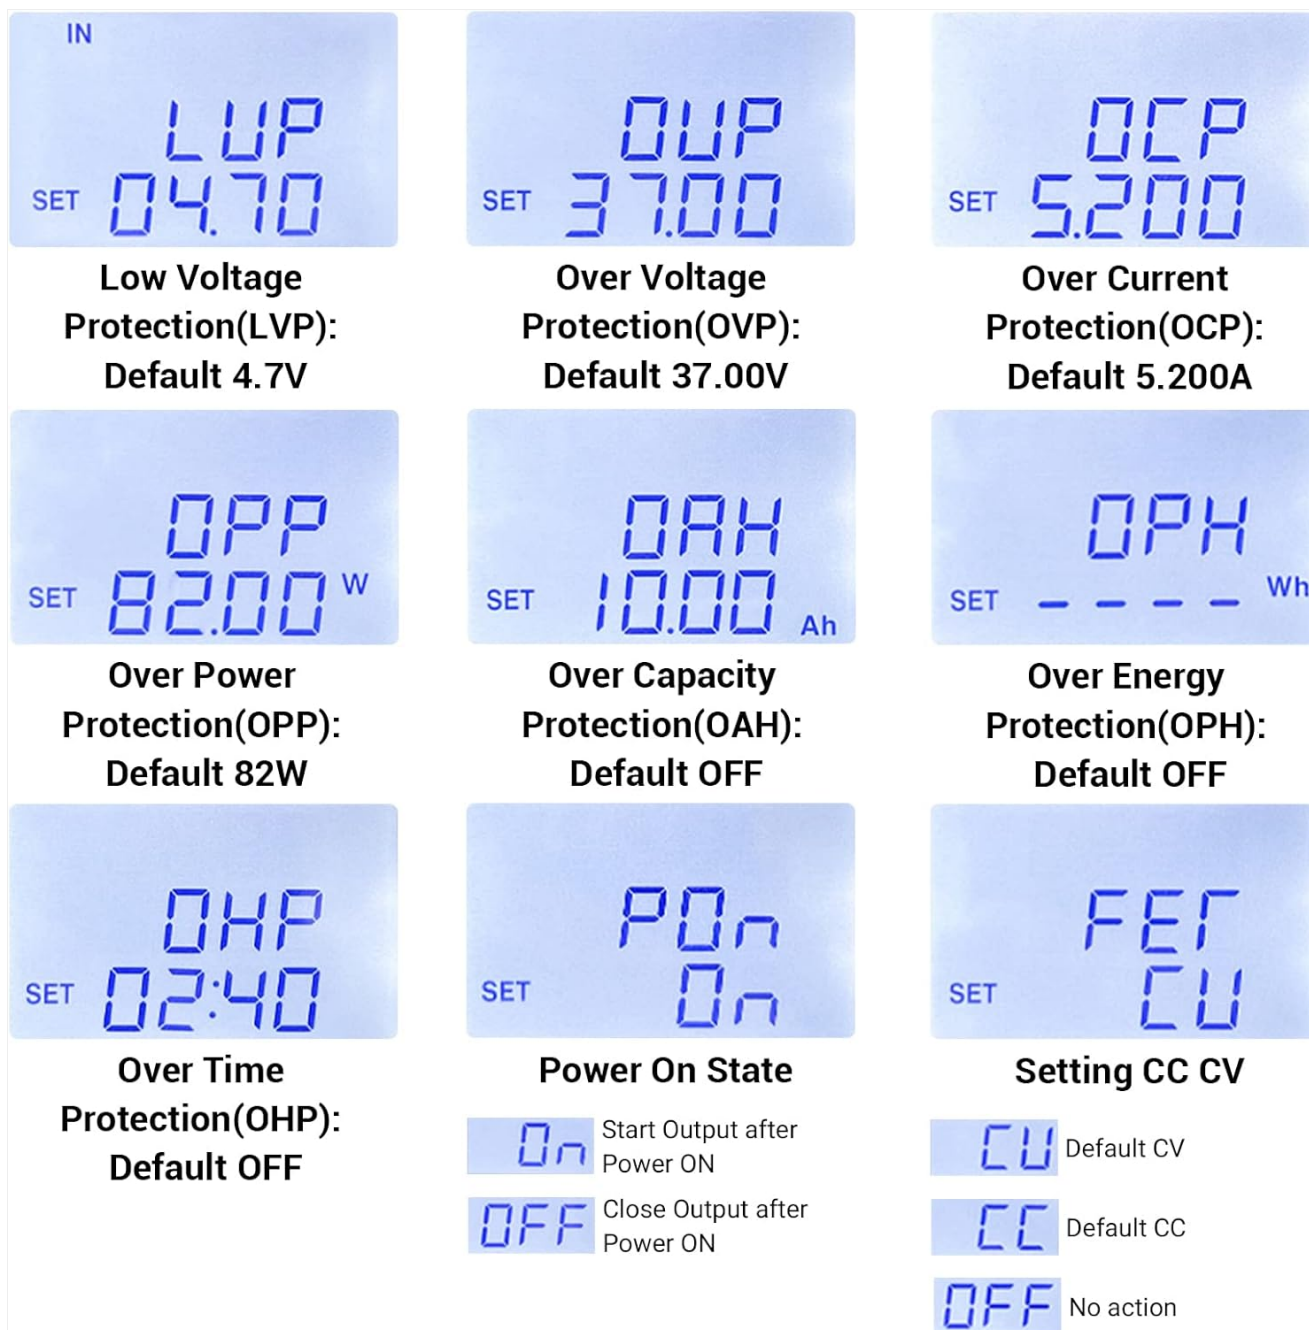 IN
LUP
SET 04.70
Low Voltage
Protection(LVP):
Default 4.7V
OUP
SET 37.00
Over Voltage
Protection(OVP):
Default 37.00V
OCP
SET 5.200
Over Current
Protection(OCP):
Default 5.200A
OPP
SET 82.00 W
Over Power
Protection(OPP):
Default 82W
OAH
SET 10.00 Ah
Over Capacity
Protection(OAH):
Default OFF
OPH
SET - - - - Wh
Over Energy
Protection(OPH):
Default OFF
OHP
SET 02:40
Over Time
Protection(OHP):
Default OFF
POn
SET On
Power On State
On Start Output after
Power ON
OFF Close Output after
Power ON
FET
SET CU
Setting CC CV
CU Default CV
CC Default CC
OFF No action